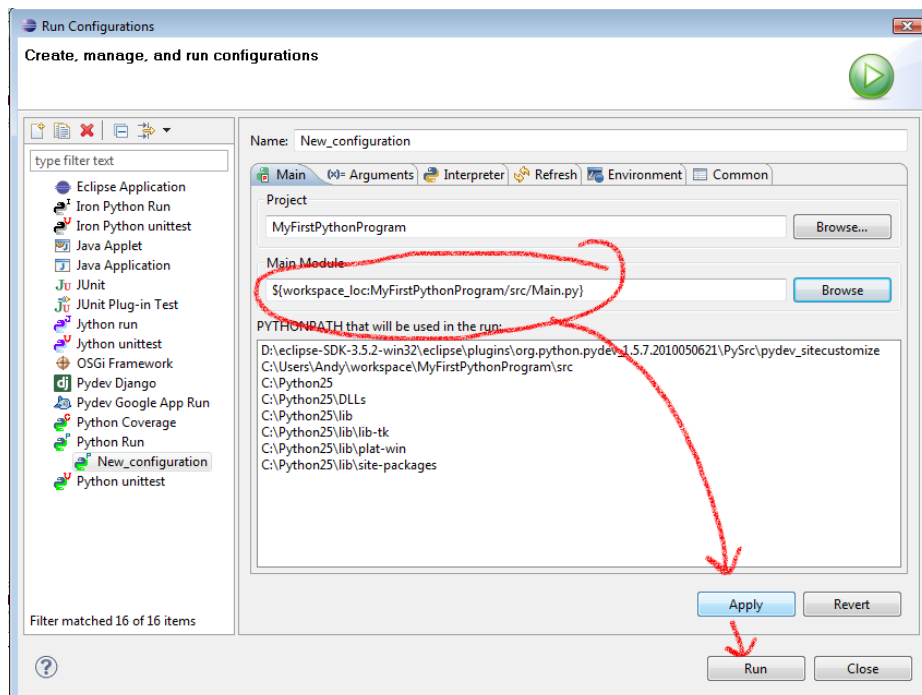 Run Configurations
Create, manage, and run configurations
type filter text
Eclipse Application
Iron Python Run
Iron Python unittest
Java Applet
Java Application
Ju JUnit
Jü JUnit Plug-in Test
Jython run
Jython unittest
OSGi Framework
dj Pydev Django
Pydev Google App Run
Python Coverage
Python Run
New_configuration
Python unittest
Filter matched 16 of 16 items
Name: New_configuration
Main (x)= Arguments Interpreter Refresh Environment Common
Project
MyFirstPythonProgram Browse...
Main Module
${workspace_loc:MyFirstPythonProgram/src/Main.py} Browse
PYTHONPATH that will be used in the run:
D:\eclipse-SDK-3.5.2-win32\eclipse\plugins\org.python.pydev_1.5.7.2010050621\PySrc\pydev_sitecustomize
C:\Users\Andy\workspace\MyFirstPythonProgram\src
C:\Python25
C:\Python25\DLLs
C:\Python25\lib
C:\Python25\lib\lib-tk
C:\Python25\lib\plat-win
C:\Python25\lib\site-packages
Apply Revert
? Run Close